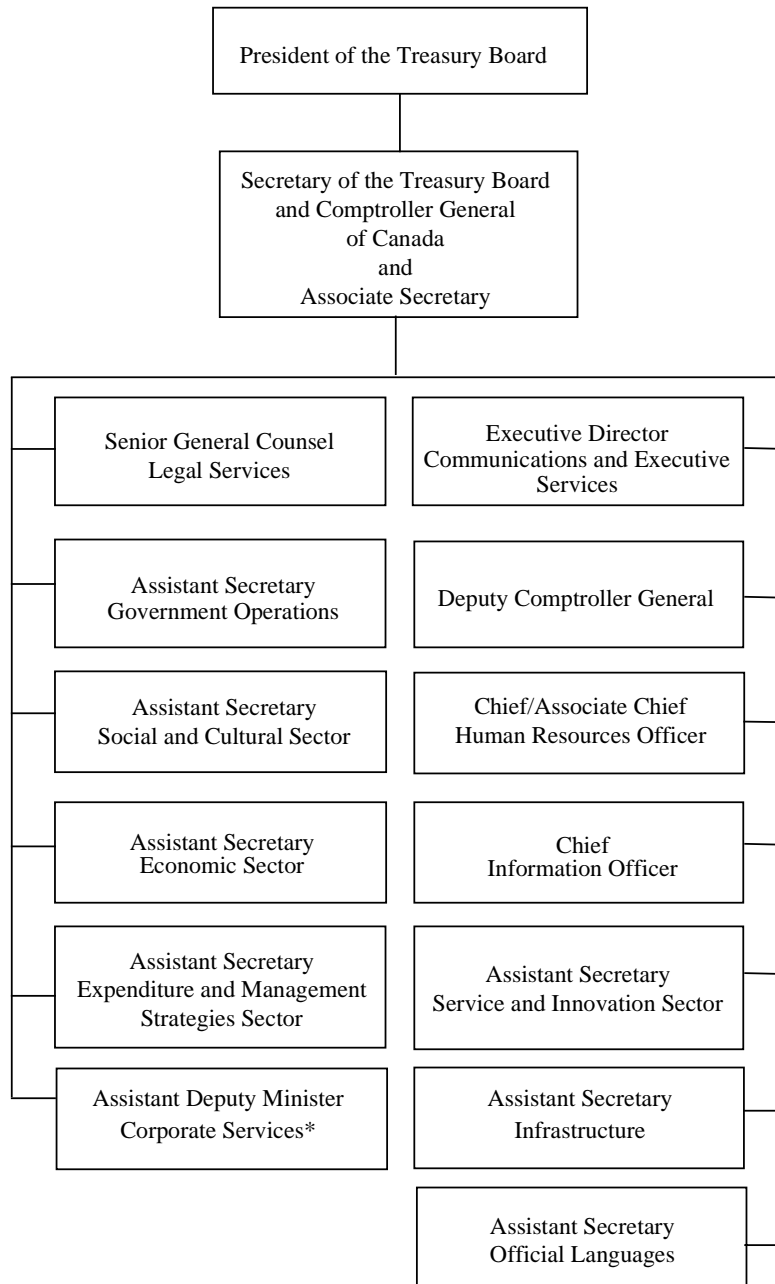 President of the Treasury Board
Secretary of the Treasury Board
and Comptroller General
of Canada
and
Associate Secretary
Senior General Counsel
Legal Services
Executive Director
Communications and Executive
Services
Assistant Secretary
Government Operations
Deputy Comptroller General
Assistant Secretary
Social and Cultural Sector
Chief/Associate Chief
Human Resources Officer
Assistant Secretary
Economic Sector
Chief
Information Officer
Assistant Secretary
Expenditure and Management
Strategies Sector
Assistant Secretary
Service and Innovation Sector
Assistant Deputy Minister
Corporate Services*
Assistant Secretary
Infrastructure
Assistant Secretary
Official Languages